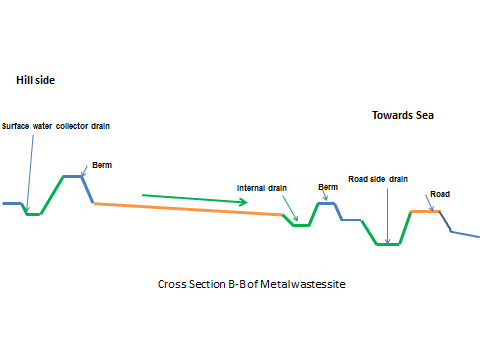 Hill side
Towards Sea
Surface water collector drain
Berm
Internal drain
Berm
Road side drain
Road
Cross Section B-B of Metalwastessite